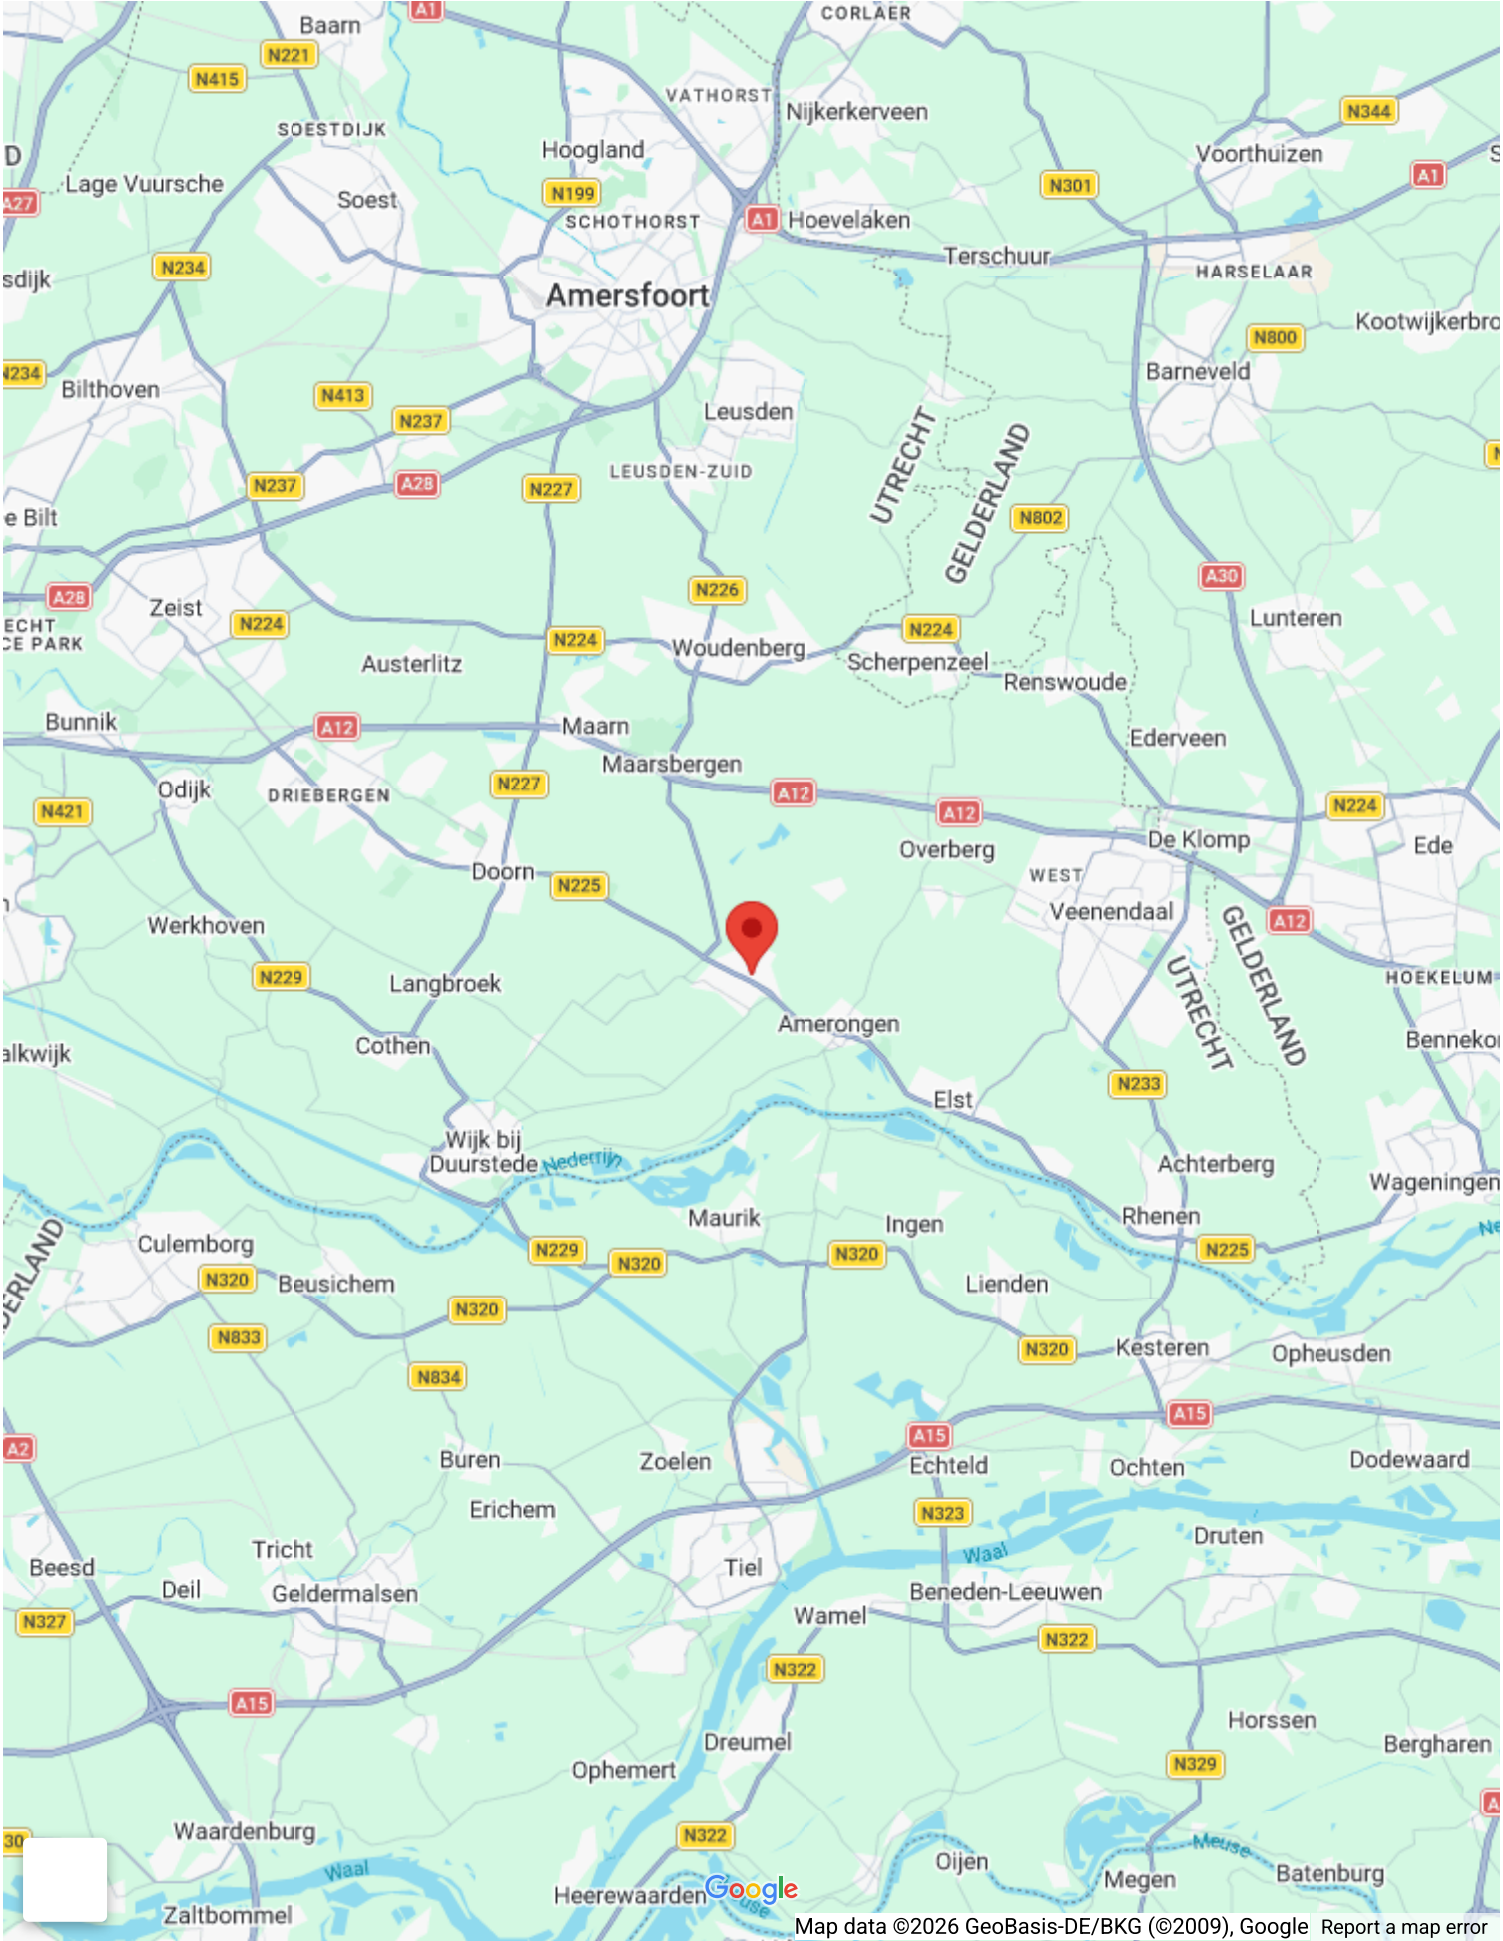 A1
CORLAER
Baarn
N221
N415
VATHORST
Nijkerkerveen
N344
SOESTDIJK
Hoogland
Voorthuizen
Lage Vuursche
Soest
N199
N301
A1
A27
SCHOTHORST
A1
Hoevelaken
Terschuur
N234
sdijk
HARSELAAR
Amersfoort
Kootwijkerbro
N800
N234
Bilthoven
N413
Barneveld
N237
Leusden
UTRECHT
GELDERLAND
LEUSDEN-ZUID
N237
A28
N227
e Bilt
N802
A30
N226
A28
Zeist
N224
Lunteren
ECHT
CE PARK
N224
N224
Woudenberg
Austerlitz
Scherpenzeel
Renswoude
Bunnik
A12
Maarn
Ederveen
Maarsbergen
Odijk
DRIEBERGEN
N227
A12
N421
A12
N224
De Klomp
Overberg
Ede
Doorn
WEST
N225
Veenendaal
Werkhoven
A12
GELDERLAND
UTRECHT
N229
Langbroek
HOEKELUM
Amerongen
Cothen
Benneko
alkwijk
N233
Elst
Wijk bij
Duurstede
Nederrijn
Achterberg
Wageningen
Maurik
Ingen
Rhenen
Culemborg
N229
N320
N320
N225
N320
Beusichem
Lienden
N320
N833
N320
Kesteren
Opheusden
N834
A15
A2
A15
Buren
Zoelen
Echteld
Ochten
Dodewaard
Erichem
N323
Druten
Tricht
Waal
Beesd
Tiel
Deil
Geldermalsen
Beneden-Leeuwen
N327
Wamel
N322
N322
A15
Horssen
Dreumel
Bergharen
Ophemert
N329
Waardenburg
N322
30
Meuse
Waal
Oijen
Megen
Batenburg
Heerewaarden
Google
Zaltbommel
Map data ©2026 GeoBasis-DE/BKG (©2009), Google
Report a map error